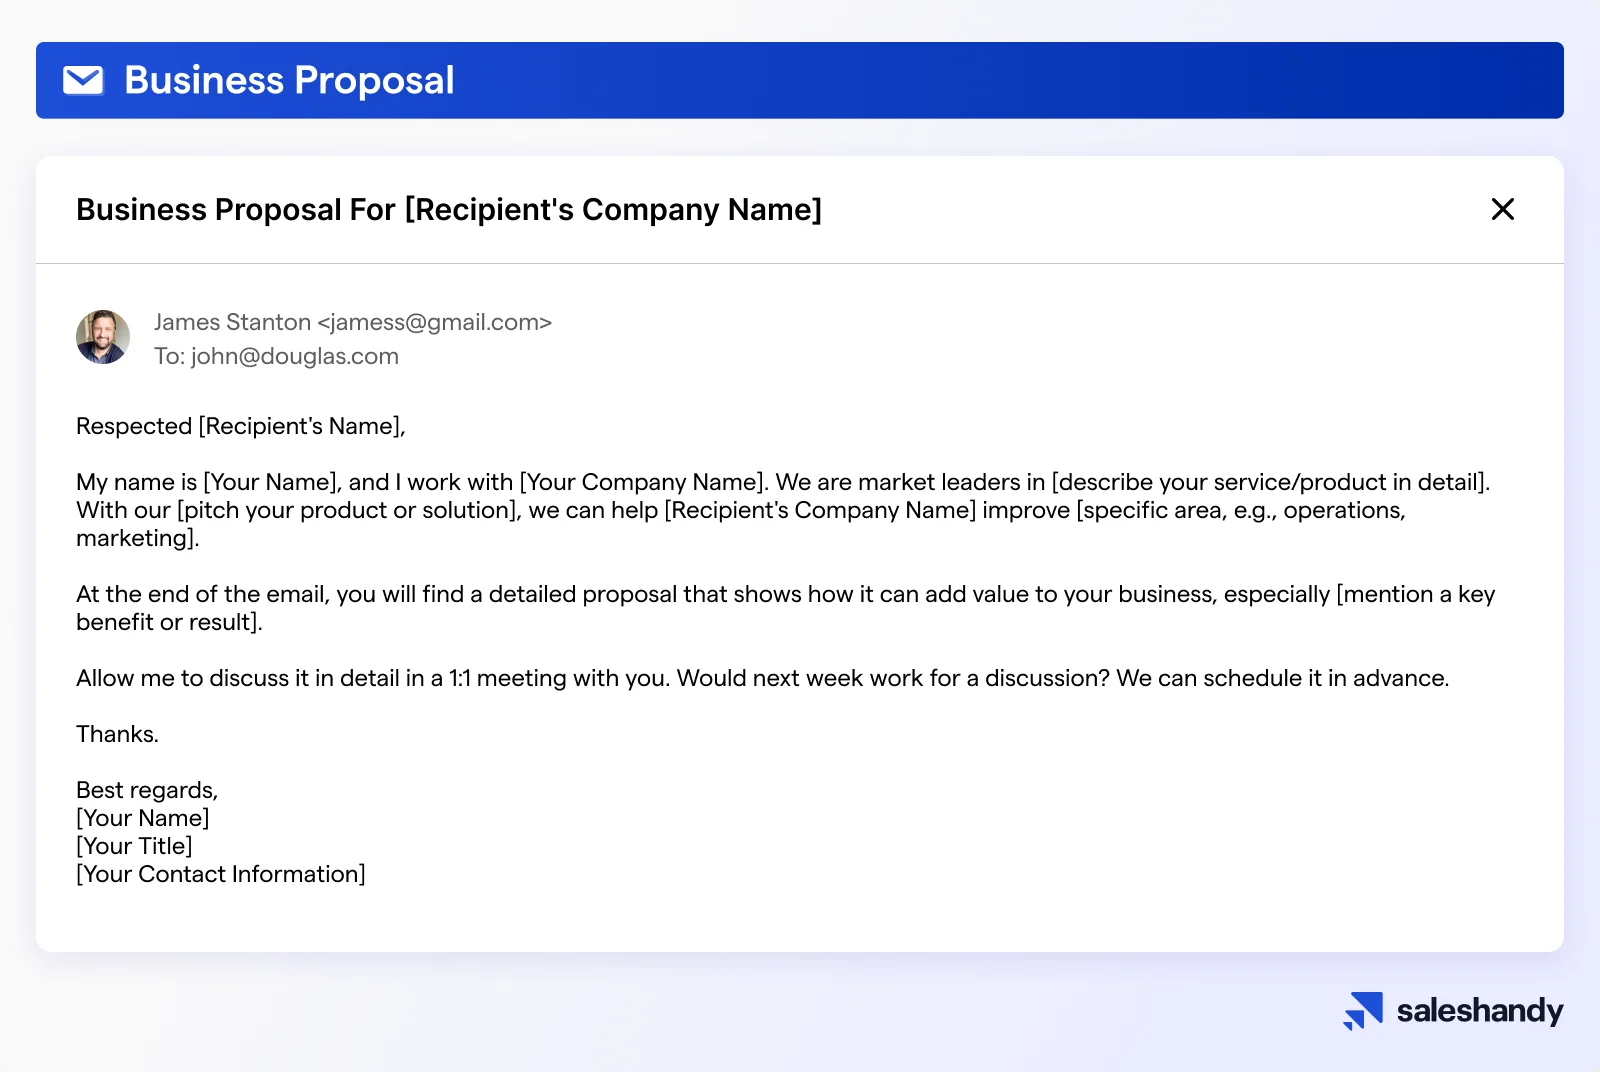 Business Proposal
Business Proposal For [Recipient's Company Name]
James Stanton <jamess@gmail.com>
To: john@douglas.com
Respected [Recipient's Name],
My name is [Your Name], and I work with [Your Company Name]. We are market leaders in [describe your service/product in detail].
With our [pitch your product or solution], we can help [Recipient's Company Name] improve [specific area, e.g., operations,
marketing].
At the end of the email, you will find a detailed proposal that shows how it can add value to your business, especially [mention a key
benefit or result].
Allow me to discuss it in detail in a 1:1 meeting with you. Would next week work for a discussion? We can schedule it in advance.
Thanks.
Best regards,
[Your Name]
[Your Title]
[Your Contact Information]
saleshandy